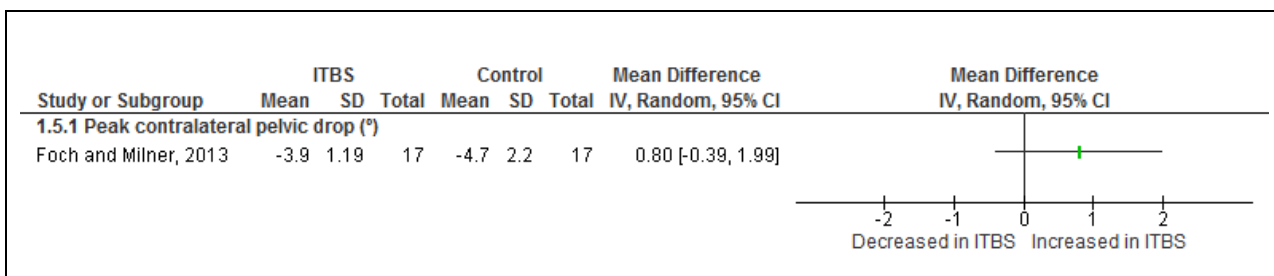 ITBS Control Mean Difference Mean Difference
Study or Subgroup Mean SD Total Mean SD Total IV, Random, 95% CI IV, Random, 95% CI
1.5.1 Peak contralateral pelvic drop (°)
Foch and Milner, 2013 -3.9 1.19 17 -4.7 2.2 17 0.80 [-0.39, 1.99]
-2 -1 0 1 2
Decreased in ITBS Increased in ITBS